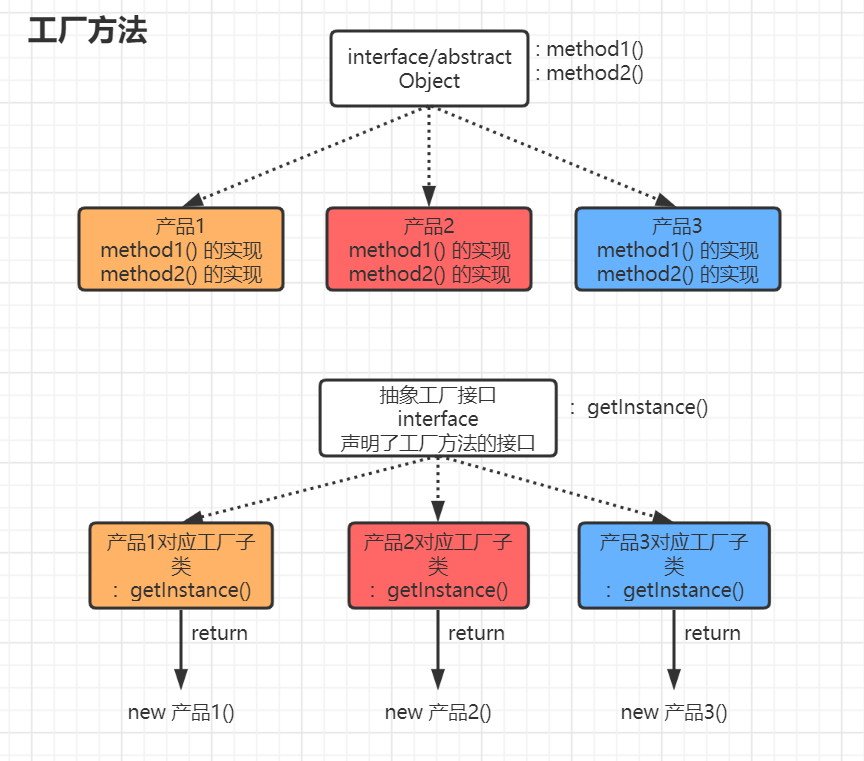 工厂方法
interface/abstract
Object
: method1()
: method2()
产品1
method1() 的实现
method2() 的实现
产品2
method1() 的实现
method2() 的实现
产品3
method1() 的实现
method2() 的实现
抽象工厂接口
interface
声明了工厂方法的接口
: getInstance()
产品1对应工厂子
类
: getInstance()
产品2对应工厂子
类
: getInstance()
产品3对应工厂子
类
: getInstance()
return
return
return
new 产品1()
new 产品2()
new 产品3()